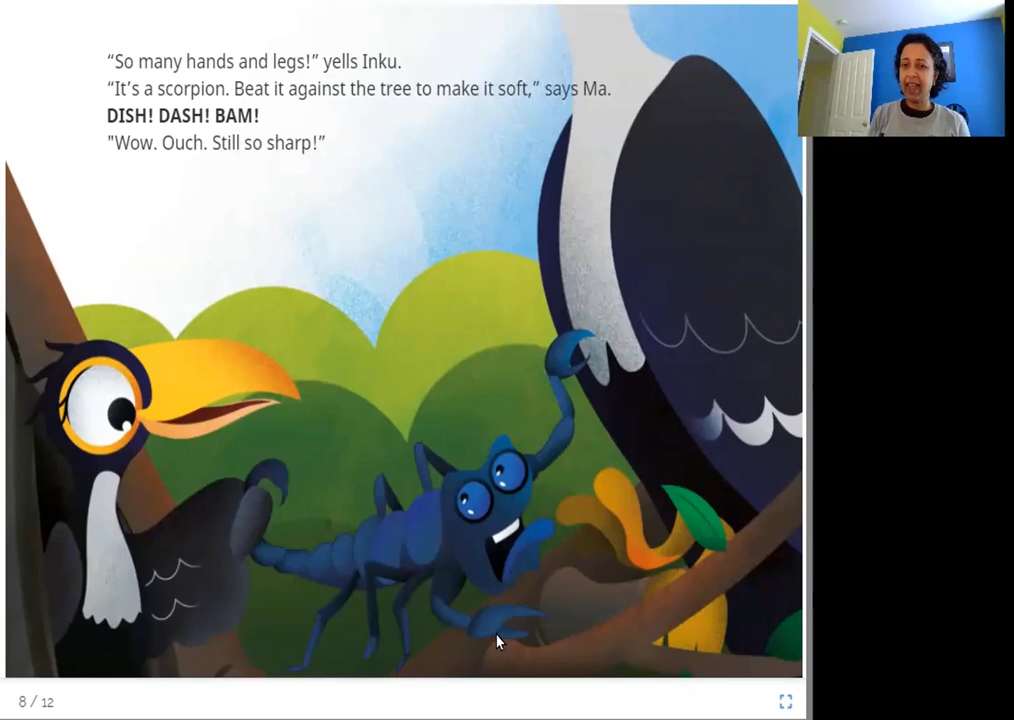 “So many hands and legs!” yells Inku.
“It’s a scorpion. Beat it against the tree to make it soft,” says Ma.
DISH! DASH! BAM!
"Wow. Ouch. Still so sharp!”
8 / 12